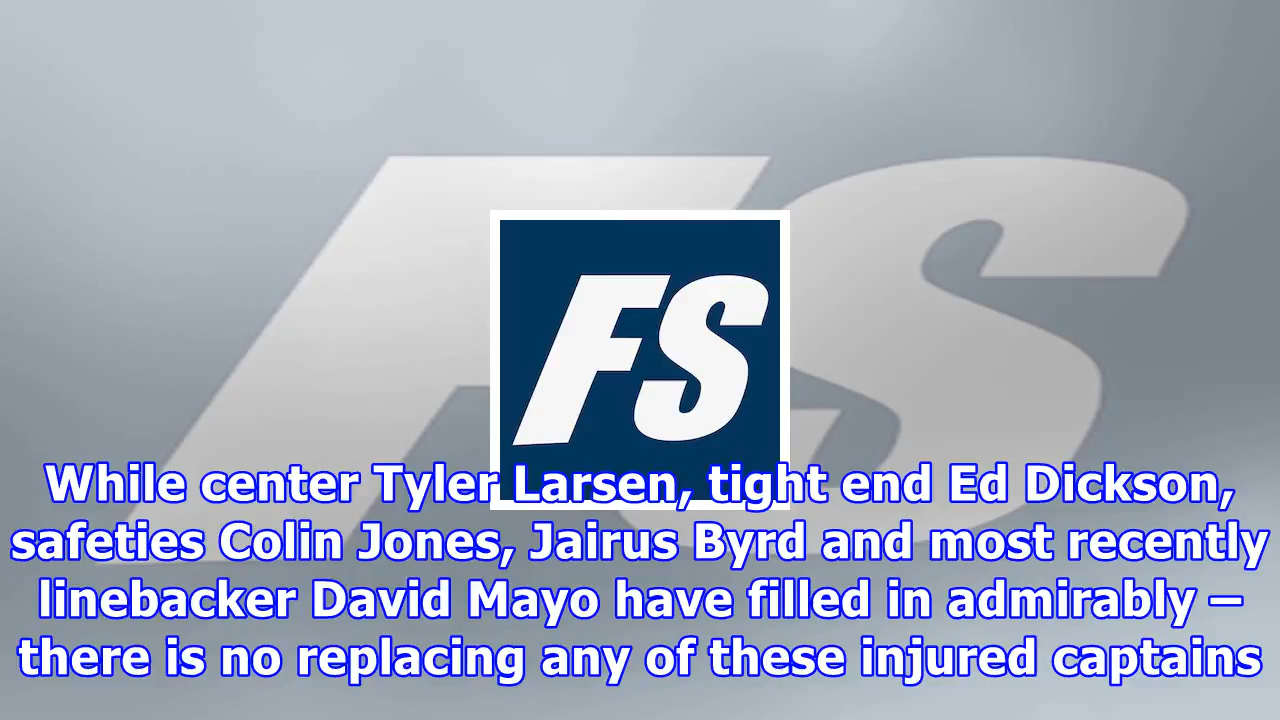 FS
FS
While center Tyler Larsen, tight end Ed Dickson,
safeties Colin Jones, Jairus Byrd and most recently
linebacker David Mayo have filled in admirably –
there is no replacing any of these injured captains